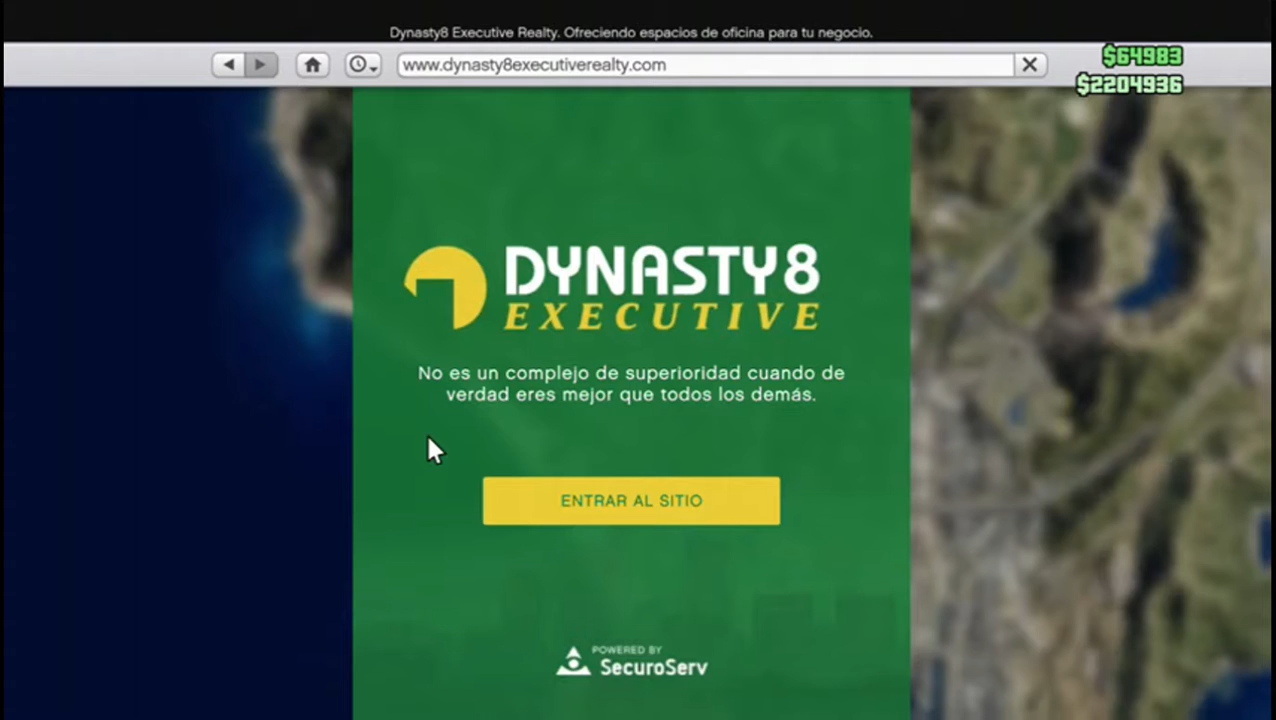 Dynasty8 Executive Realty. Ofreciendo espacios de oficina para tu negocio.
www.dynasty8executiverealty.com
$64983
$2204936
DYNASTY8
EXECUTIVE
No es un complejo de superioridad cuando de
verdad eres mejor que todos los demás.
ENTRAR AL SITIO
POWERED BY
SecuroServ